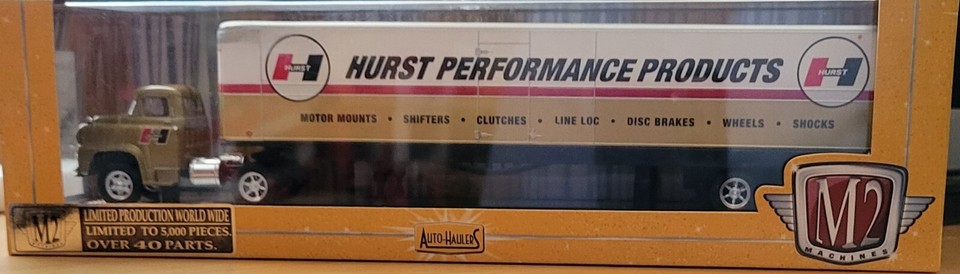 HURST
HURST PERFORMANCE PRODUCTS
HURST
MOTOR MOUNTS • SHIFTERS • CLUTCHES • LINE LOC • DISC BRAKES • WHEELS • SHOCKS
M2
LIMITED PRODUCTION WORLD WIDE
LIMITED TO 5,000 PIECES.
OVER 40 PARTS.
AUTO-HAULERS
M2
MACHINES